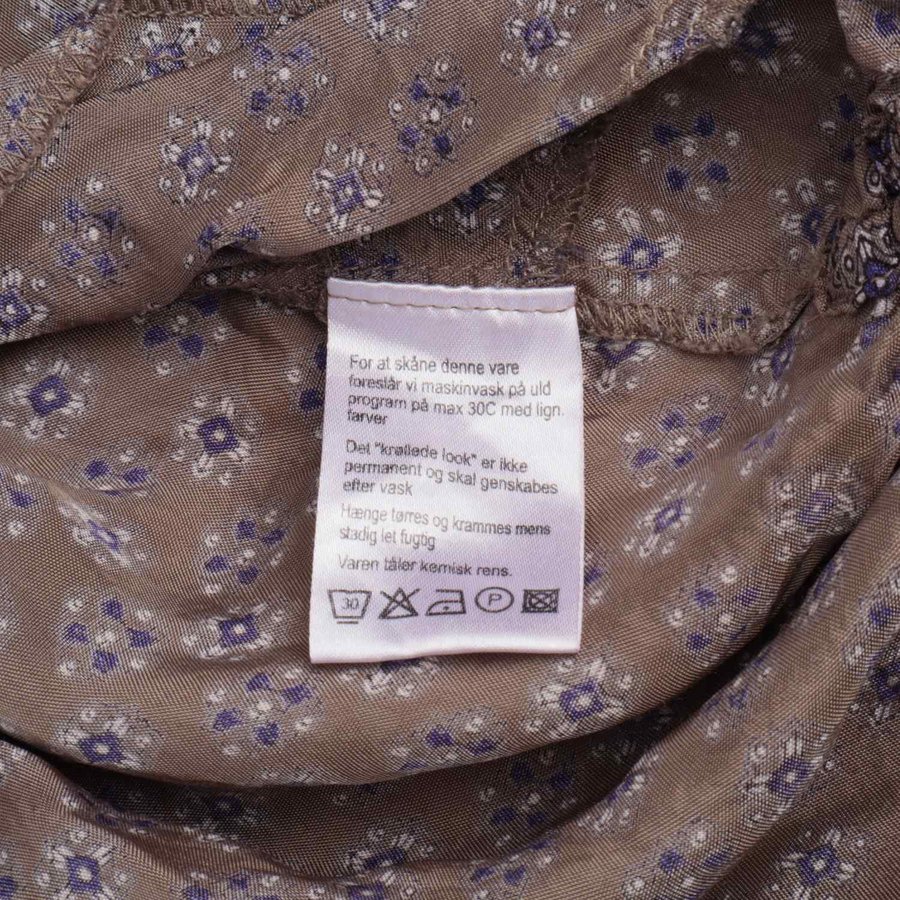 For at skåne denne vare
foreslår vi maskinvask på uld
program på max 30C med lign.
farver
Det "krøllede look" er ikke
permanent og skal genskabes
efter vask
Hænge tørres og krammes mens
stadig let fugtig
Varen tåler kemisk rens.
30 P